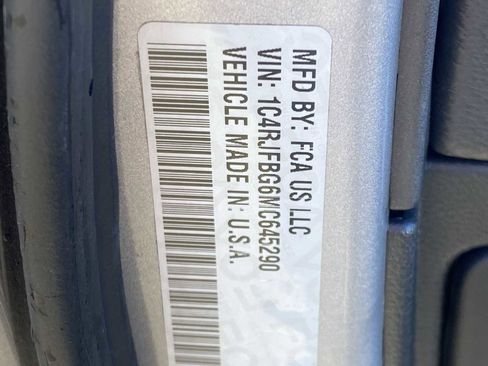 MFD BY: FCA US LLC
VIN: 1C4RJFBG6MC645290
VEHICLE MADE IN: U.S.A.